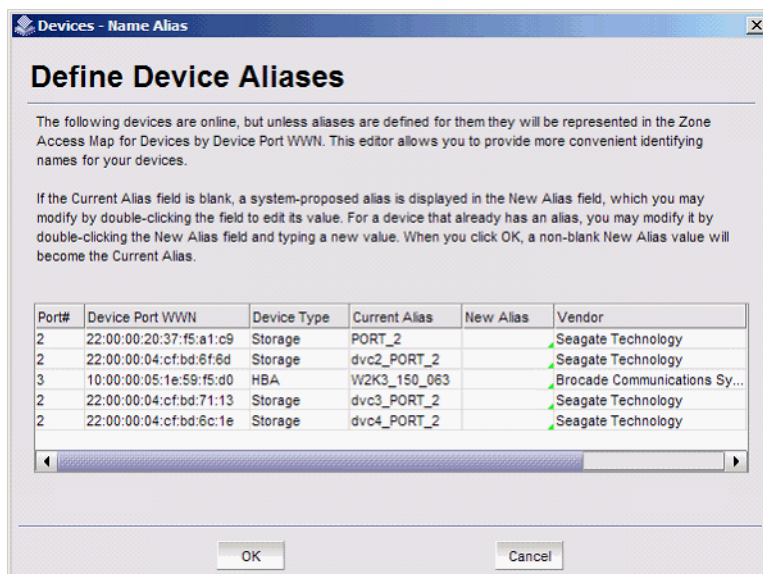 Devices - Name Alias
Define Device Aliases
The following devices are online, but unless aliases are defined for them they will be represented in the Zone
Access Map for Devices by Device Port WWN. This editor allows you to provide more convenient identifying
names for your devices.
If the Current Alias field is blank, a system-proposed alias is displayed in the New Alias field, which you may
modify by double-clicking the field to edit its value. For a device that already has an alias, you may modify it by
double-clicking the New Alias field and typing a new value. When you click OK, a non-blank New Alias value will
become the Current Alias.
Port# Device Port WWN Device Type Current Alias New Alias Vendor
2 22:00:00:20:37:f5:a1:c9 Storage PORT_2 Seagate Technology
2 22:00:00:04:cf:bd:6f:6d Storage dvc2_PORT_2 Seagate Technology
3 10:00:00:05:1e:59:f5:d0 HBA W2K3_150_063 Brocade Communications Sy...
2 22:00:00:04:cf:bd:71:13 Storage dvc3_PORT_2 Seagate Technology
2 22:00:00:04:cf:bd:6c:1e Storage dvc4_PORT_2 Seagate Technology
OK Cancel